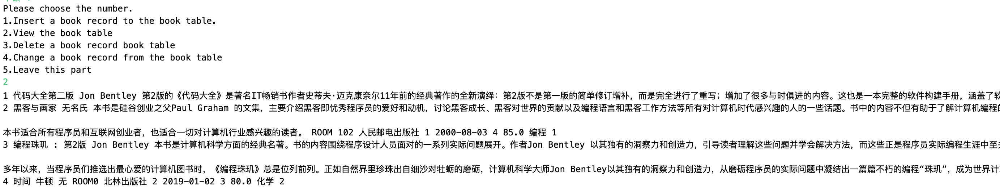 Please choose the number.
1.Insert a book record to the book table.
2.View the book table
3.Delete a book record book table
4.Change a book record from the book table
5.Leave this part
2
1 代码大全第二版 Jon Bentley 第2版的《代码大全》是著名IT畅销书作者史蒂夫·迈克康奈尔11年前的经典著作的全新演绎：第2版不是第一版的简单修订增补，而是完全进行了重写；增加了很多与时俱进的内容。这也是一本完整的软件构建手册，涵盖了软
2 黑客与画家 无名氏 本书是硅谷创业之父Paul Graham 的文集，主要介绍黑客即优秀程序员的爱好和动机，讨论黑客成长、黑客对世界的贡献以及编程语言和黑客工作方法等所有对计算机时代感兴趣的人的一些话题。书中的内容不但有助于了解计算机编程的
本书适合所有程序员和互联网创业者，也适合一切对计算机行业感兴趣的读者。 ROOM 102 人民邮电出版社 1 2000-08-03 4 85.0 编程 1
3 编程珠玑 : 第2版 Jon Bentley 本书是计算机科学方面的经典名著。书的内容围绕程序设计人员面对的一系列实际问题展开。作者Jon Bentley 以其独有的洞察力和创造力，引导读者理解这些问题并学会解决方法，而这些正是程序员实际编程生涯中至关
多年以来，当程序员们推选出最心爱的计算机图书时，《编程珠玑》总是位列前列。正如自然界里珍珠出自细沙对牡蛎的磨砺，计算机科学大师Jon Bentley以其独有的洞察力和创造力，从磨砺程序员的实际问题中凝结出一篇篇不朽的编程“珠玑”，成为世界计
4 时间 牛顿 无 ROOM0 北林出版社 2 2019-01-02 3 80.0 化学 2